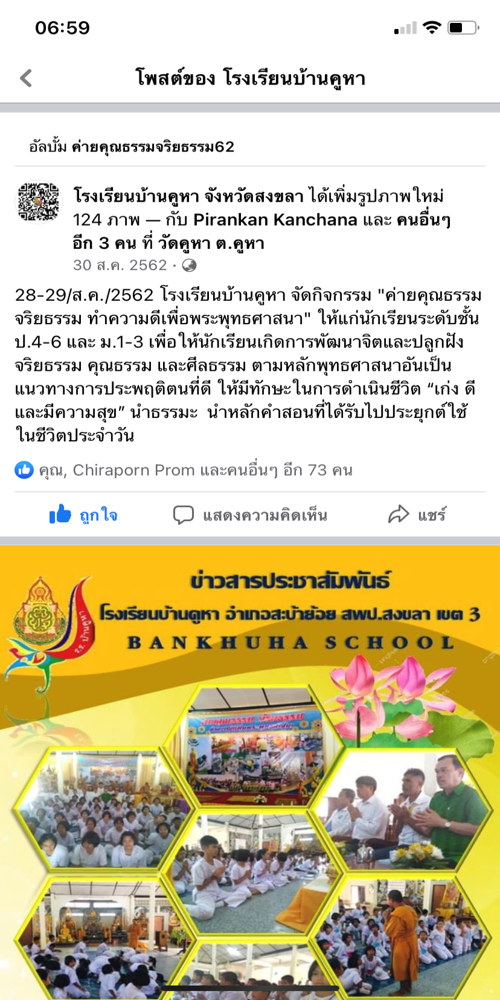 06:59
โพสต์ของ โรงเรียนบ้านคูหา
อัลบั้ม ค่ายคุณธรรมจริยธรรม62
โรงเรียนบ้านคูหา จังหวัดสงขลา ได้เพิ่มรูปภาพใหม่
124 ภาพ — กับ Pirankan Kanchana และ คนอื่นๆ
อีก 3 คน ที่ วัดคูหา ต.คูหา
30 ส.ค. 2562 ·
28-29/ส.ค./2562 โรงเรียนบ้านคูหา จัดกิจกรรม "ค่ายคุณธรรม
จริยธรรม ทำความดีเพื่อพระพุทธศาสนา" ให้แก่นักเรียนระดับชั้น
ป.4-6 และ ม.1-3 เพื่อให้นักเรียนเกิดการพัฒนาจิตและปลูกฝัง
จริยธรรม คุณธรรม และศีลธรรม ตามหลักพุทธศาสนาอันเป็น
แนวทางการประพฤติตนที่ดี ให้มีทักษะในการดำเนินชีวิต “เก่ง ดี
และมีความสุข” นำธรรมะ นำหลักคำสอนที่ได้รับไปประยุกต์ใช้
ในชีวิตประจำวัน
คุณ, Chiraporn Prom และคนอื่นๆ อีก 73 คน
ถูกใจ แสดงความคิดเห็น แชร์
ข่าวสารประชาสัมพันธ์
โรงเรียนบ้านคูหา อำเภอสะบ้าย้อย สพป.สงขลา เขต 3
BANKHUHA SCHOOL
ร.ร. บ้านคูหา